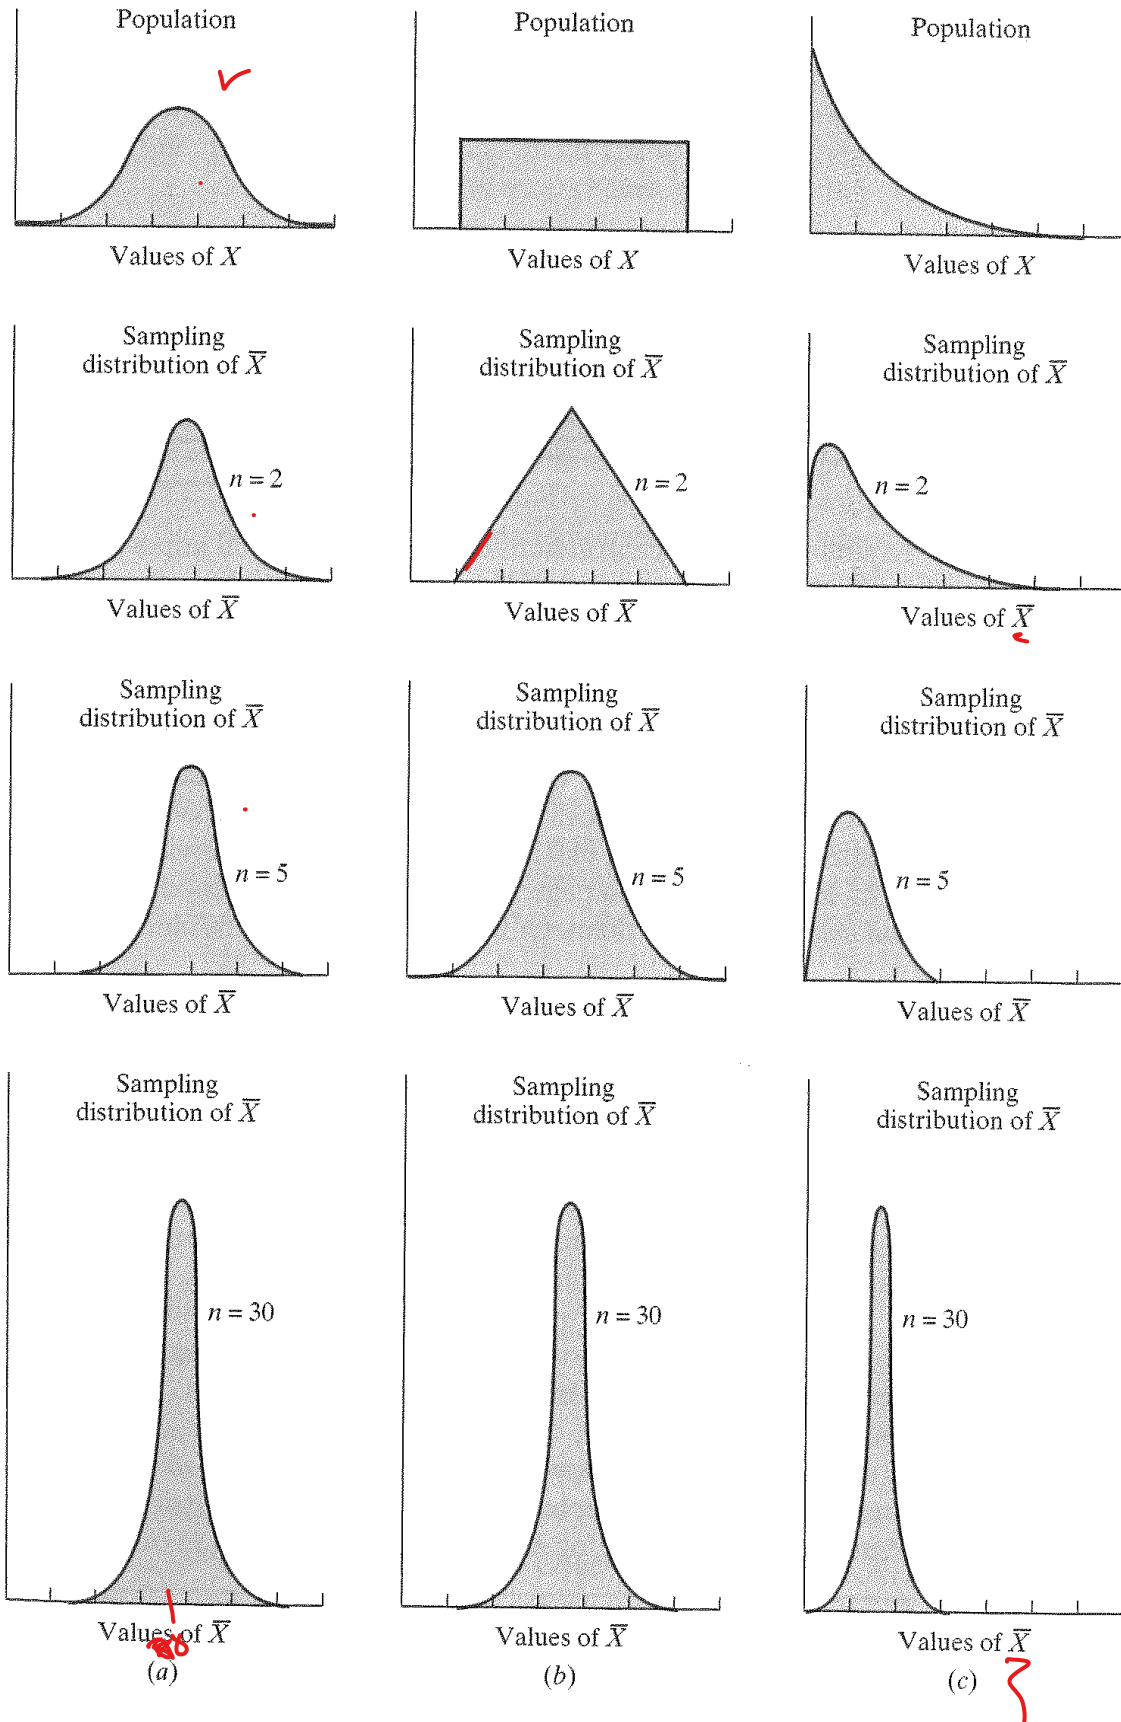 Population
Population
Population
Values of X
Values of X
Values of X
Sampling
distribution of X̅
Sampling
distribution of X̅
Sampling
distribution of X̅
n = 2
n = 2
n = 2
Values of X̅
Values of X̅
Values of X̅
Sampling
distribution of X̅
Sampling
distribution of X̅
Sampling
distribution of X̅
n = 5
n = 5
n = 5
Values of X̅
Values of X̅
Values of X̅
Sampling
distribution of X̅
Sampling
distribution of X̅
Sampling
distribution of X̅
n = 30
n = 30
n = 30
Values of X̅
Values of X̅
Values of X̅
(a)
(b)
(c)